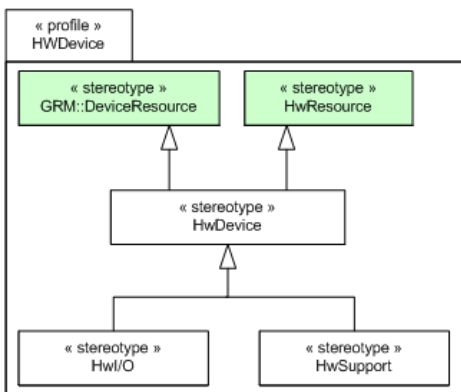 « profile »
HWDevice
« stereotype »
GRM::DeviceResource
« stereotype »
HwResource
« stereotype »
HwDevice
« stereotype »
HwI/O
« stereotype »
HwSupport